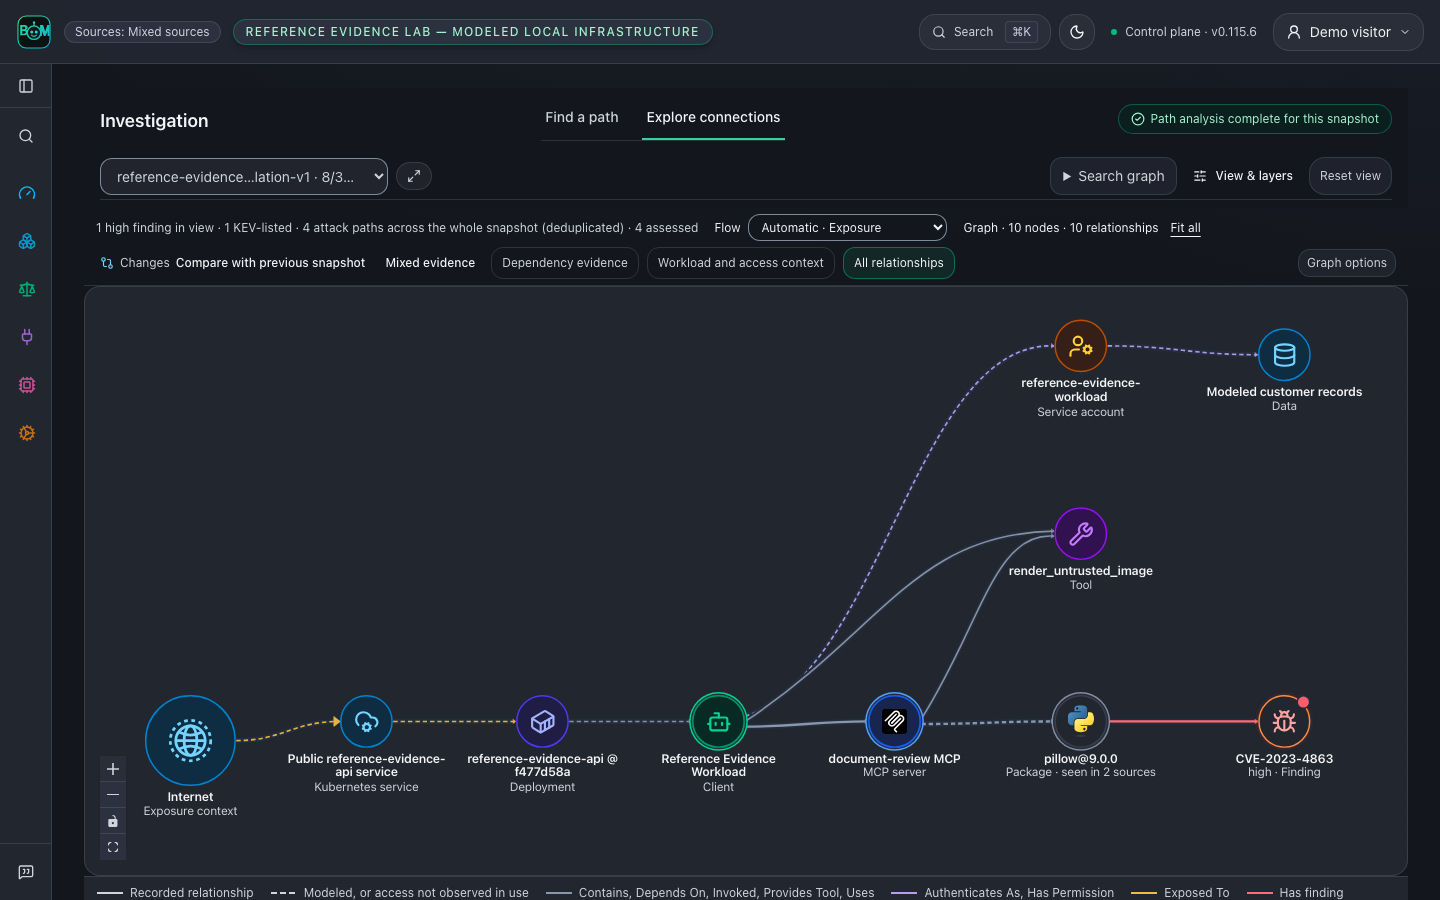 BOM
Sources: Mixed sources
REFERENCE EVIDENCE LAB — MODELED LOCAL INFRASTRUCTURE
Search
⌘K
Control plane · v0.115.6
Demo visitor
Investigation
Find a path
Explore connections
Path analysis complete for this snapshot
reference-evidence...lation-v1 · 8/3...
Search graph
View & layers
Reset view
1 high finding in view · 1 KEV-listed · 4 attack paths across the whole snapshot (deduplicated) · 4 assessed
Flow
Automatic · Exposure
Graph · 10 nodes · 10 relationships
Fit all
Changes
Compare with previous snapshot
Mixed evidence
Dependency evidence
Workload and access context
All relationships
Graph options
reference-evidence-
workload
Service account
Modeled customer records
Data
render_untrusted_image
Tool
Internet
Exposure context
Public reference-evidence-
api service
Kubernetes service
reference-evidence-api @
f477d58a
Deployment
Reference Evidence
Workload
Client
document-review MCP
MCP server
pillow@9.0.0
Package · seen in 2 sources
CVE-2023-4863
high · Finding
Recorded relationship
Modeled, or access not observed in use
Contains, Depends On, Invoked, Provides Tool, Uses
Authenticates As, Has Permission
Exposed To
Has finding